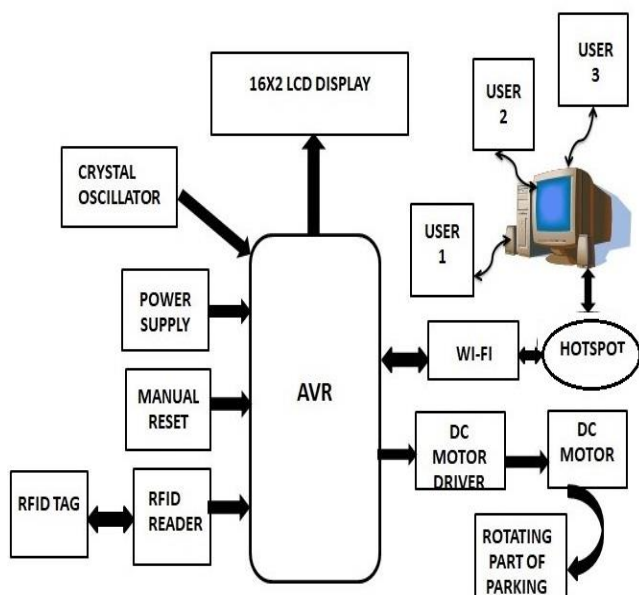 USER
3
USER
2
16X2 LCD DISPLAY
CRYSTAL
OSCILLATOR
USER
1
POWER
SUPPLY
WI-FI
HOTSPOT
MANUAL
RESET
AVR
DC
MOTOR
DRIVER
DC
MOTOR
RFID TAG
RFID
READER
ROTATING
PART OF
PARKING